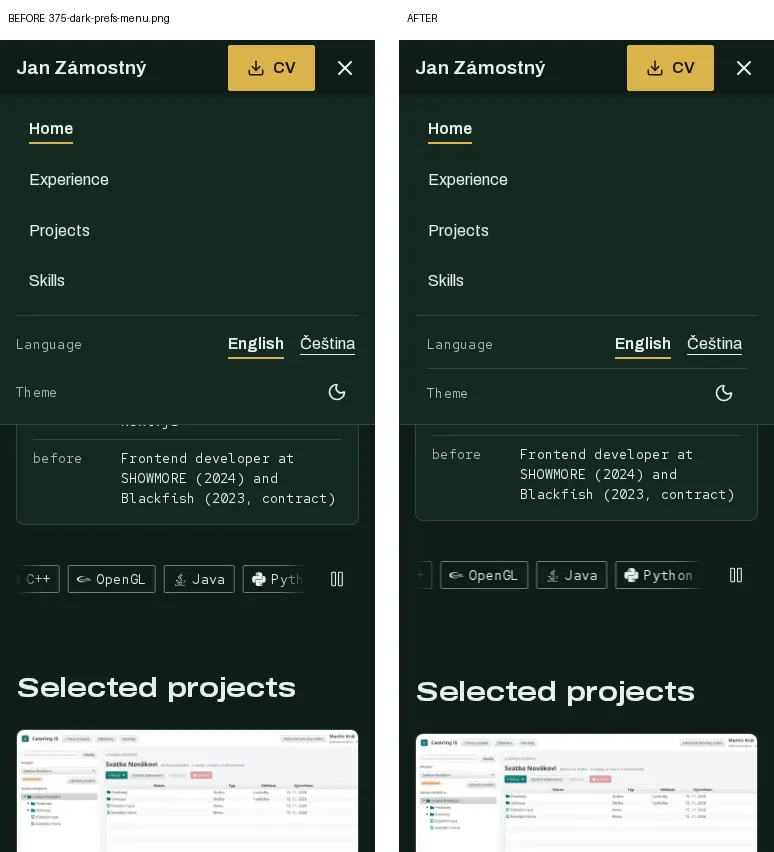 BEFORE 375-dark-prefs-menu.png
Jan Zámostný
CV
Home
Experience
Projects
Skills
Language
English
Čeština
Theme
before
Frontend developer at
SHOWMORE (2024) and
Blackfish (2023, contract)
C++
OpenGL
Java
Pyth
Selected projects
Catering IS
Svatba Novákovi
AFTER
Jan Zámostný
CV
Home
Experience
Projects
Skills
Language
English
Čeština
Theme
before
Frontend developer at
SHOWMORE (2024) and
Blackfish (2023, contract)
OpenGL
Java
Python
Selected projects
Catering IS
Svatba Novákovi